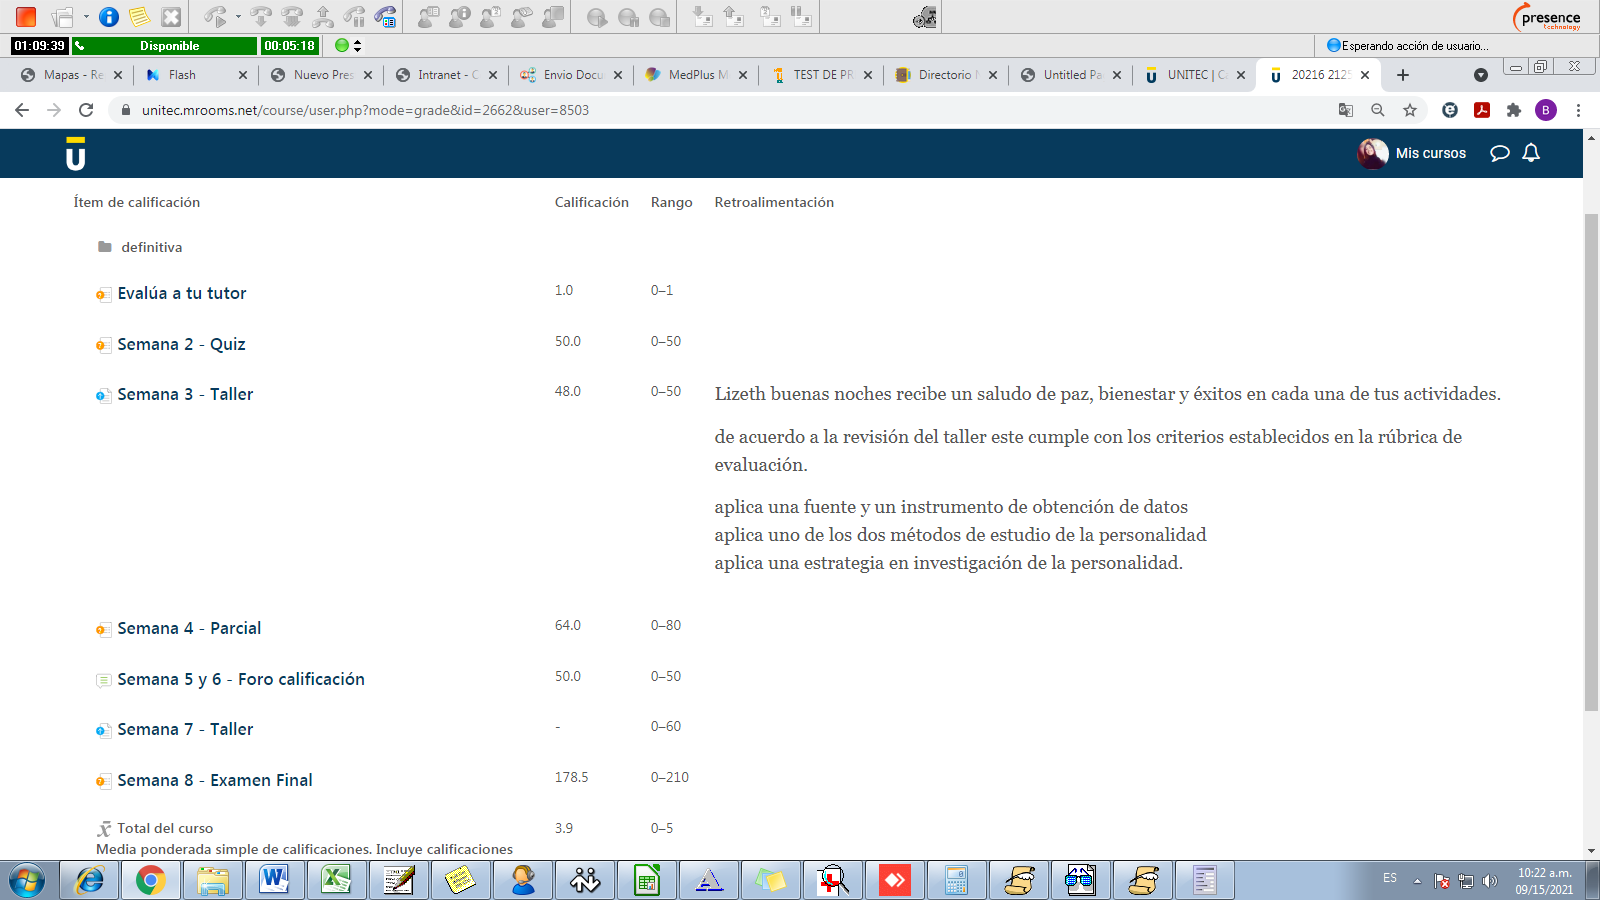 presence
technology
01:09:39 Disponible 00:05:18 Esperando acción de usuario...
Mapas - Re Flash Nuevo Pres Intranet - C Envio Docu MedPlus M TEST DE PR Directorio Untitled Pa UNITEC | C 20216 2125
unitec.mrooms.net/course/user.php?mode=grade&id=2662&user=8503 B
Mis cursos
Ítem de calificación Calificación Rango Retroalimentación
definitiva
Evalúa a tu tutor 1.0 0–1
Semana 2 - Quiz 50.0 0–50
Semana 3 - Taller 48.0 0–50 Lizeth buenas noches recibe un saludo de paz, bienestar y éxitos en cada una de tus actividades.
de acuerdo a la revisión del taller este cumple con los criterios establecidos en la rúbrica de
evaluación.
aplica una fuente y un instrumento de obtención de datos
aplica uno de los dos métodos de estudio de la personalidad
aplica una estrategia en investigación de la personalidad.
Semana 4 - Parcial 64.0 0–80
Semana 5 y 6 - Foro calificación 50.0 0–50
Semana 7 - Taller - 0–60
Semana 8 - Examen Final 178.5 0–210
x̄ Total del curso 3.9 0–5
Media ponderada simple de calificaciones. Incluye calificaciones
ES 10:22 a.m.
09/15/2021